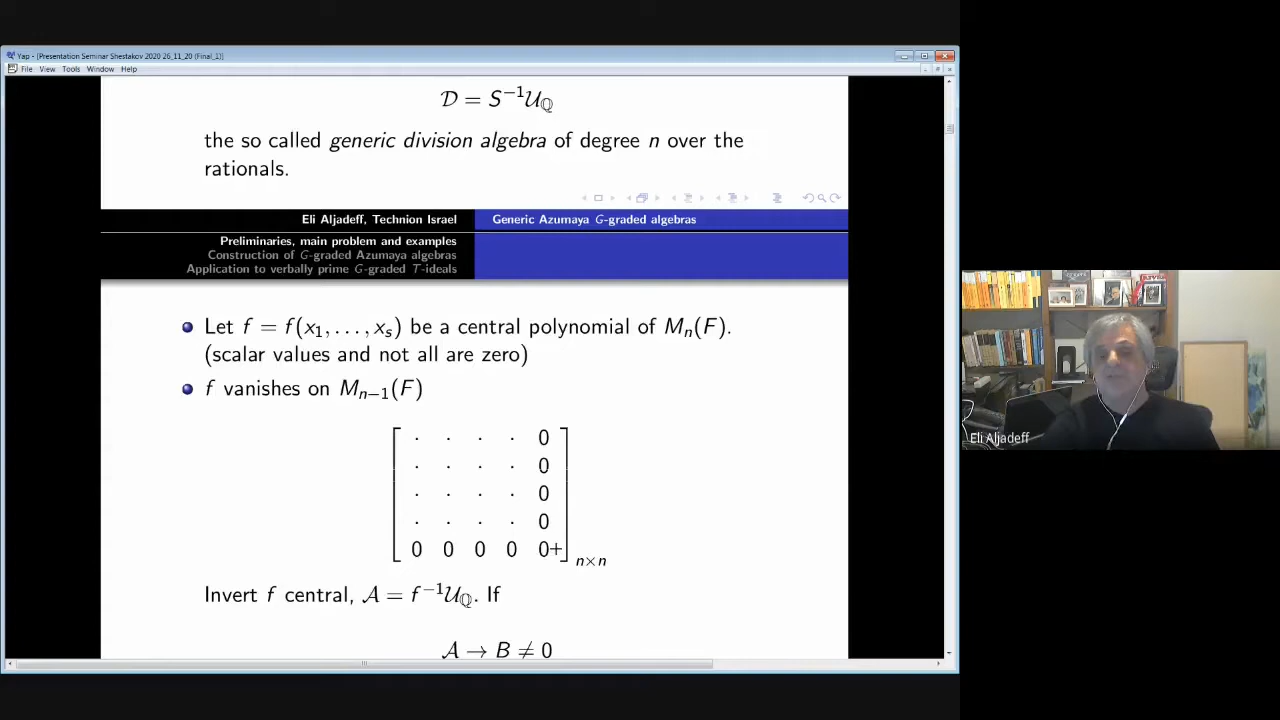 Yap - [Presentation Seminar Shestakov 2020 26_11_20 (Final_1)]
File View Tools Window Help
𝒟 = S⁻¹𝒰_ℚ
the so called generic division algebra of degree n over the
rationals.
Eli Aljadeff, Technion Israel Generic Azumaya G-graded algebras
Preliminaries, main problem and examples
Construction of G-graded Azumaya algebras
Application to verbally prime G-graded T-ideals
Let f = f(x₁, . . . , xₛ) be a central polynomial of Mₙ(F).
(scalar values and not all are zero)
f vanishes on Mₙ₋₁(F)
· · · · 0
· · · · 0
· · · · 0
· · · · 0
0 0 0 0 0
n×n
Invert f central, 𝒜 = f⁻¹𝒰_ℚ. If
𝒜 → B ≠ 0
Eli Aljadeff